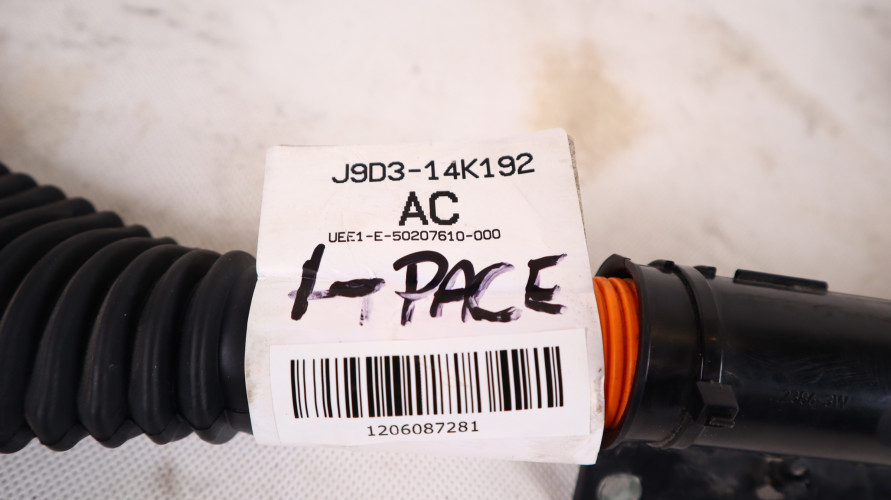 J9D3-14K192
AC
UEE1-E-50207610-000
I-PACE
1206087281